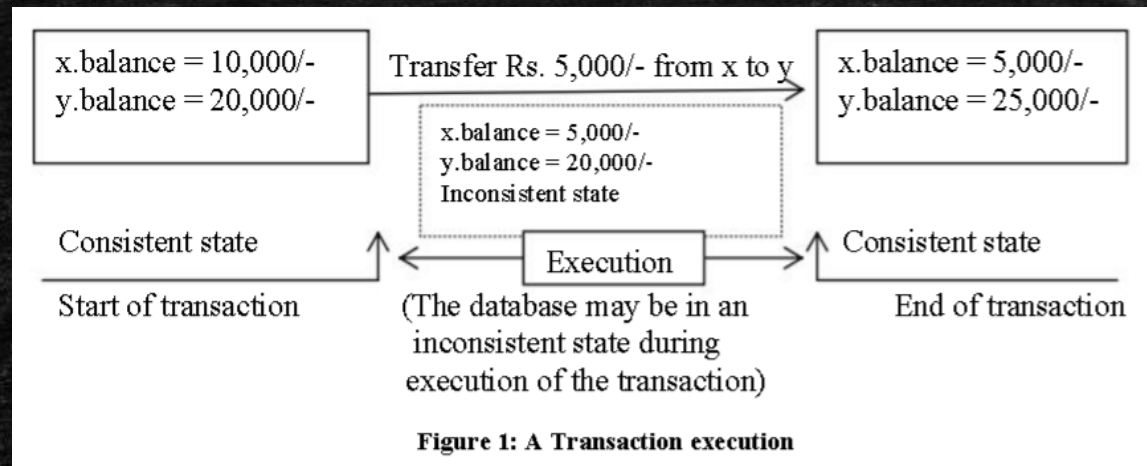 x.balance = 10,000/-
y.balance = 20,000/-
Transfer Rs. 5,000/- from x to y
x.balance = 5,000/-
y.balance = 25,000/-
x.balance = 5,000/-
y.balance = 20,000/-
Inconsistent state
Consistent state
Execution
Consistent state
Start of transaction
(The database may be in an
inconsistent state during
execution of the transaction)
End of transaction
Figure 1: A Transaction execution